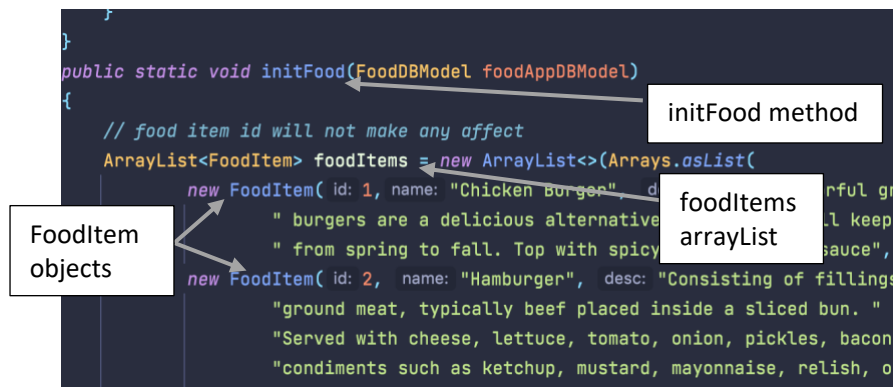 }
}
public static void initFood(FoodDBModel foodAppDBModel)
{
initFood method
// food item id will not make any affect
ArrayList<FoodItem> foodItems = new ArrayList<>(Arrays.asList(
new FoodItem( id: 1, name: "Chicken Burger",
foodItems
arrayList
" burgers are a delicious alternative keep
FoodItem
objects
" from spring to fall. Top with spicy sauce",
new FoodItem( id: 2, name: "Hamburger", desc: "Consisting of fillings
"ground meat, typically beef placed inside a sliced bun. "
"Served with cheese, lettuce, tomato, onion, pickles, bacon
"condiments such as ketchup, mustard, mayonnaise, relish,